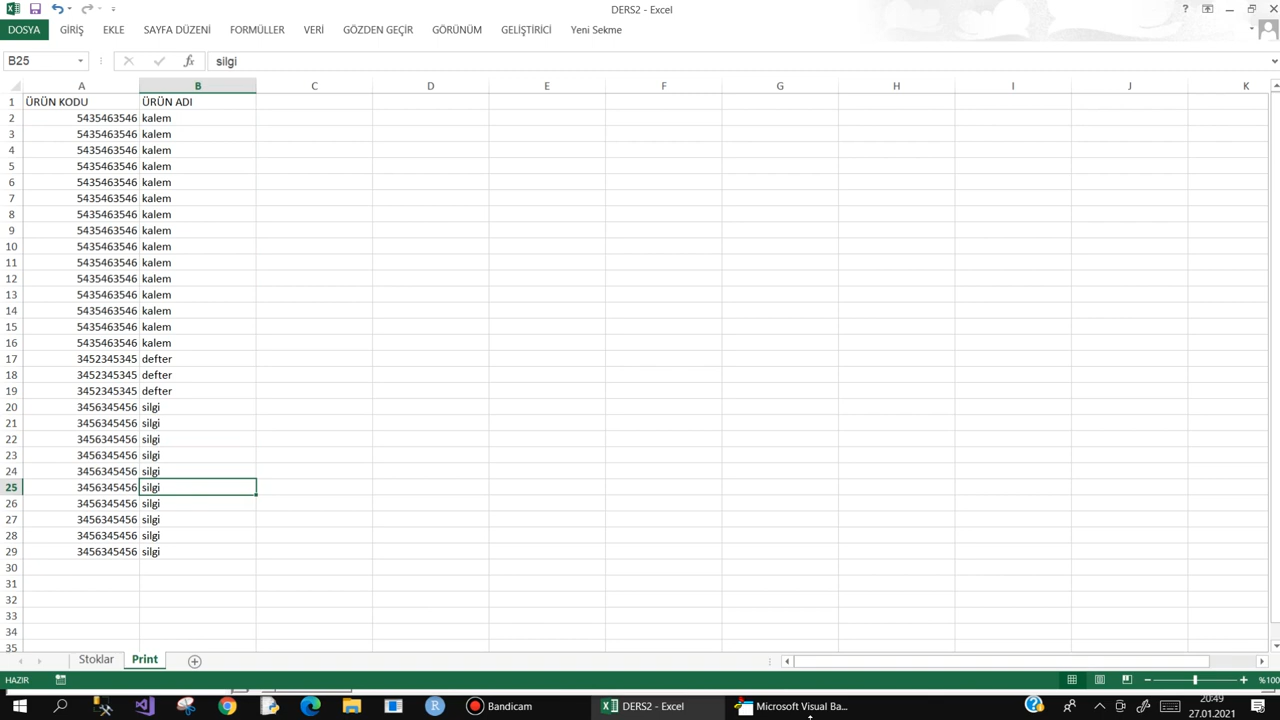 DERS2 - Excel
DOSYA GİRİŞ EKLE SAYFA DÜZENİ FORMÜLLER VERİ GÖZDEN GEÇİR GÖRÜNÜM GELİŞTİRİCİ Yeni Sekme
B25 fx silgi
A B C D E F G H I J K
1 ÜRÜN KODU ÜRÜN ADI
2 5435463546 kalem
3 5435463546 kalem
4 5435463546 kalem
5 5435463546 kalem
6 5435463546 kalem
7 5435463546 kalem
8 5435463546 kalem
9 5435463546 kalem
10 5435463546 kalem
11 5435463546 kalem
12 5435463546 kalem
13 5435463546 kalem
14 5435463546 kalem
15 5435463546 kalem
16 5435463546 kalem
17 3452345345 defter
18 3452345345 defter
19 3452345345 defter
20 3456345456 silgi
21 3456345456 silgi
22 3456345456 silgi
23 3456345456 silgi
24 3456345456 silgi
25 3456345456 silgi
26 3456345456 silgi
27 3456345456 silgi
28 3456345456 silgi
29 3456345456 silgi
30
31
32
33
34
35
Stoklar Print
HAZIR %100
Bandicam DERS2 - Excel Microsoft Visual Ba... 20:49
27.01.2021